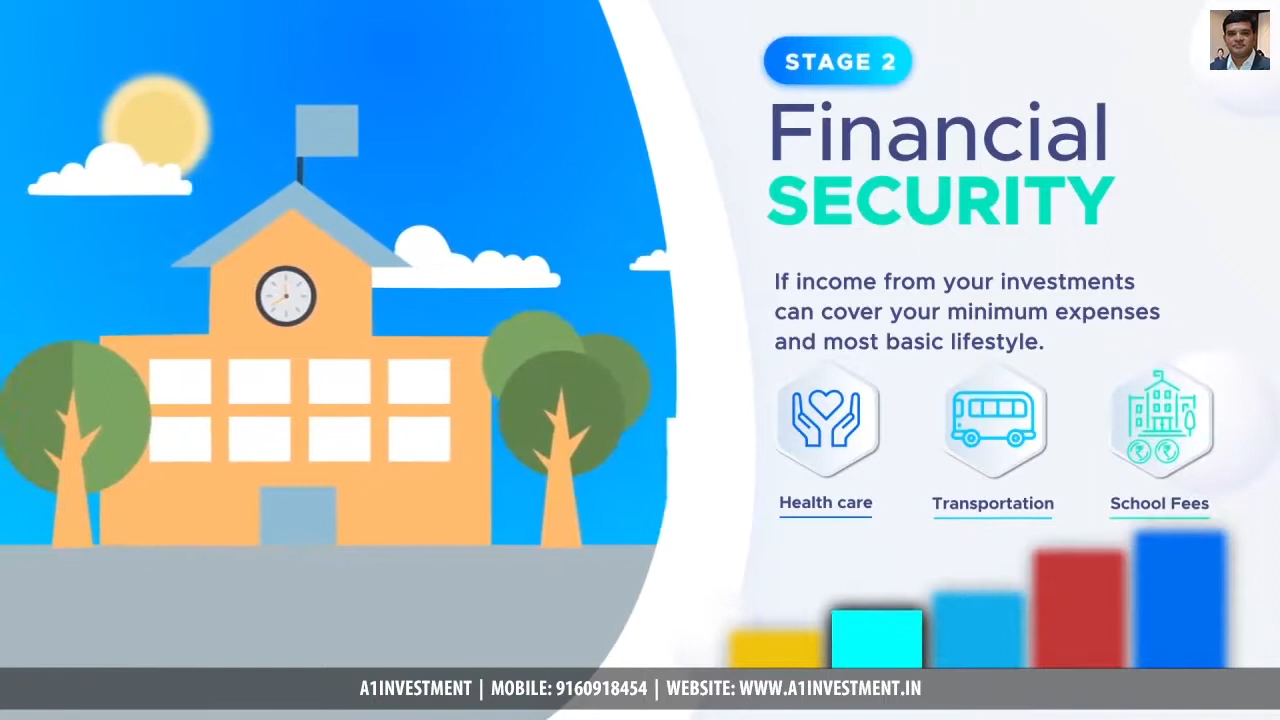 STAGE 2
Financial
SECURITY
If income from your investments
can cover your minimum expenses
and most basic lifestyle.
Health care
Transportation
School Fees
A1INVESTMENT | MOBILE: 9160918454 | WEBSITE: WWW.A1INVESTMENT.IN